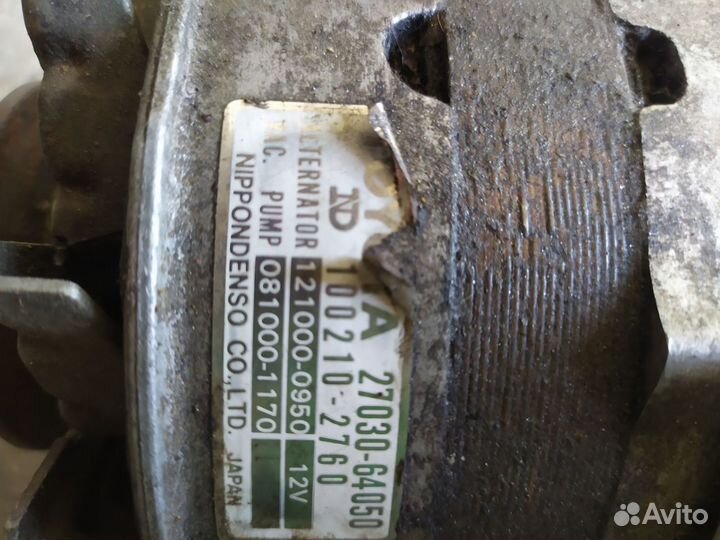 27030-64050
ND 100210-2760
ALTERNATOR 121000-0950 12V
VAC. PUMP 081000-1170
NIPPONDENSO CO.,LTD. JAPAN
Avito